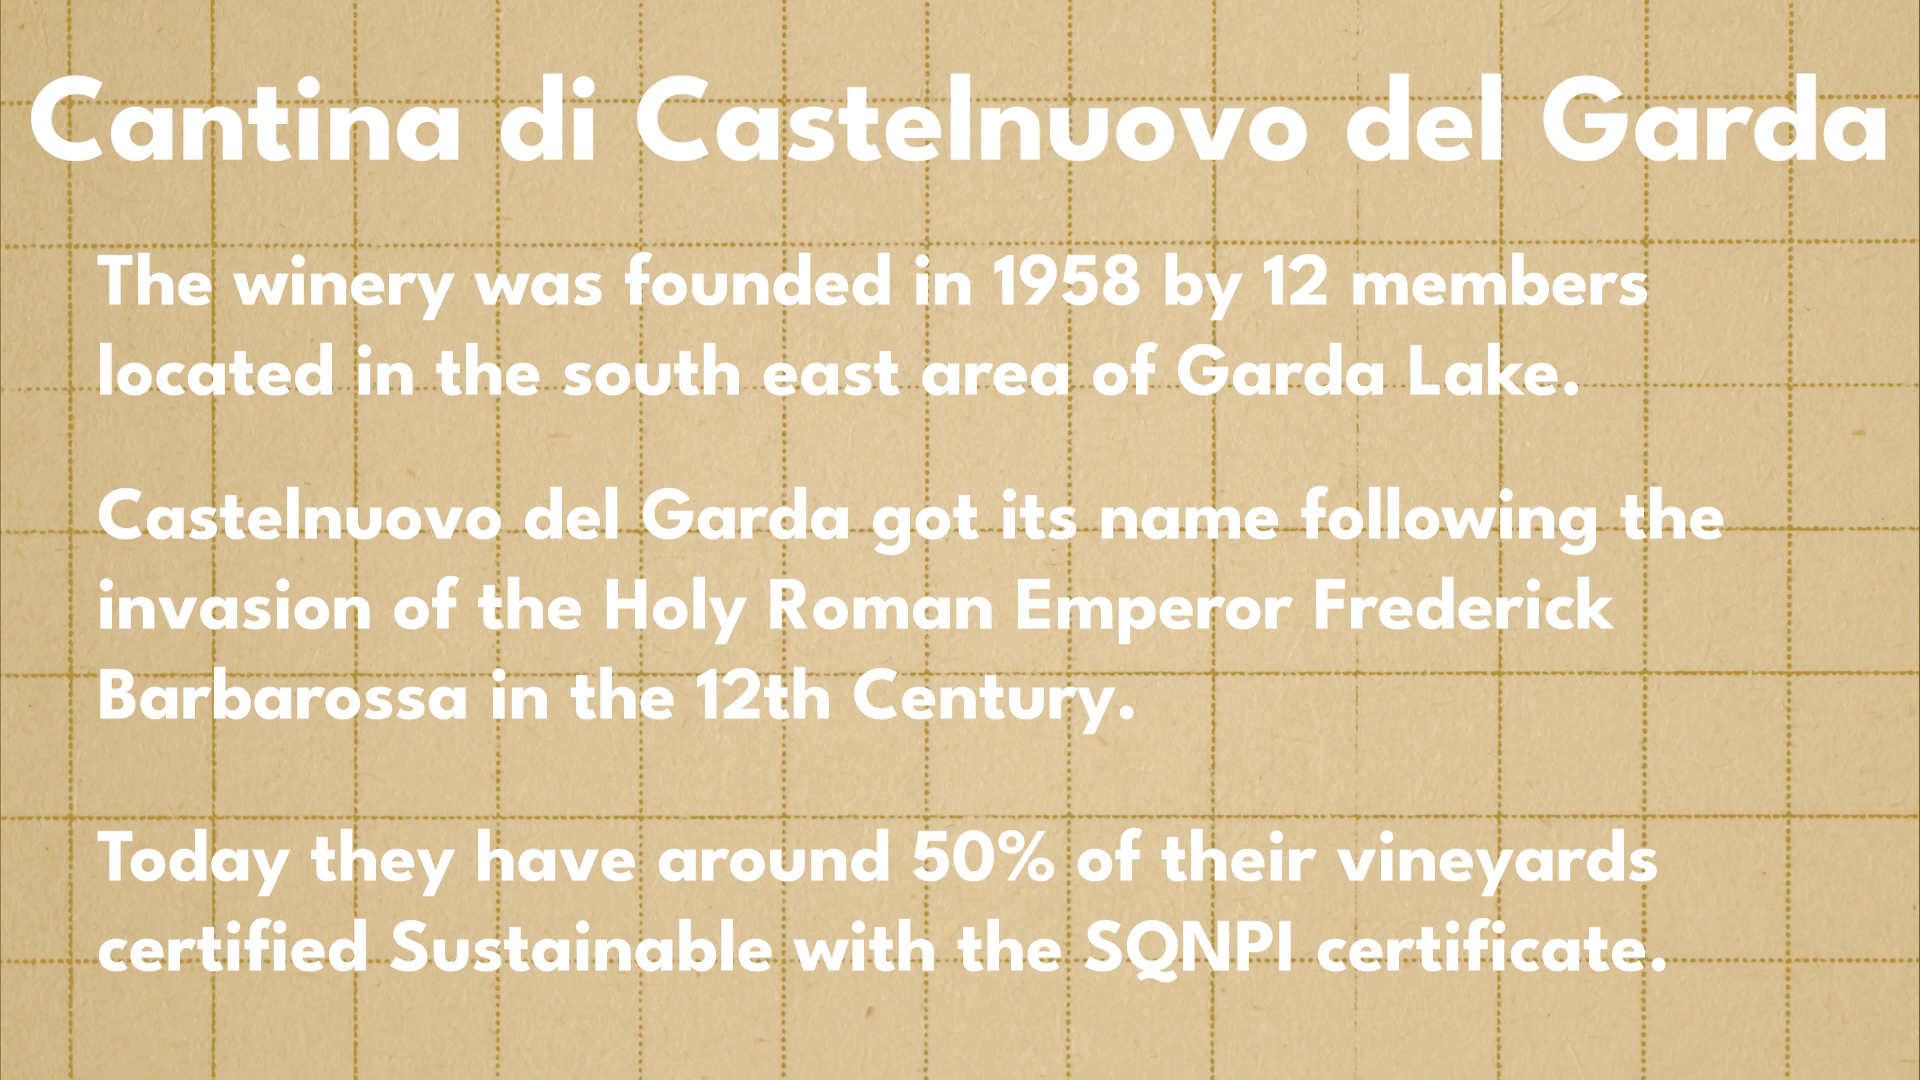 Cantina di Castelnuovo del Garda
The winery was founded in 1958 by 12 members
located in the south east area of Garda Lake.
Castelnuovo del Garda got its name following the
invasion of the Holy Roman Emperor Frederick
Barbarossa in the 12th Century.
Today they have around 50% of their vineyards
certified Sustainable with the SQNPI certificate.